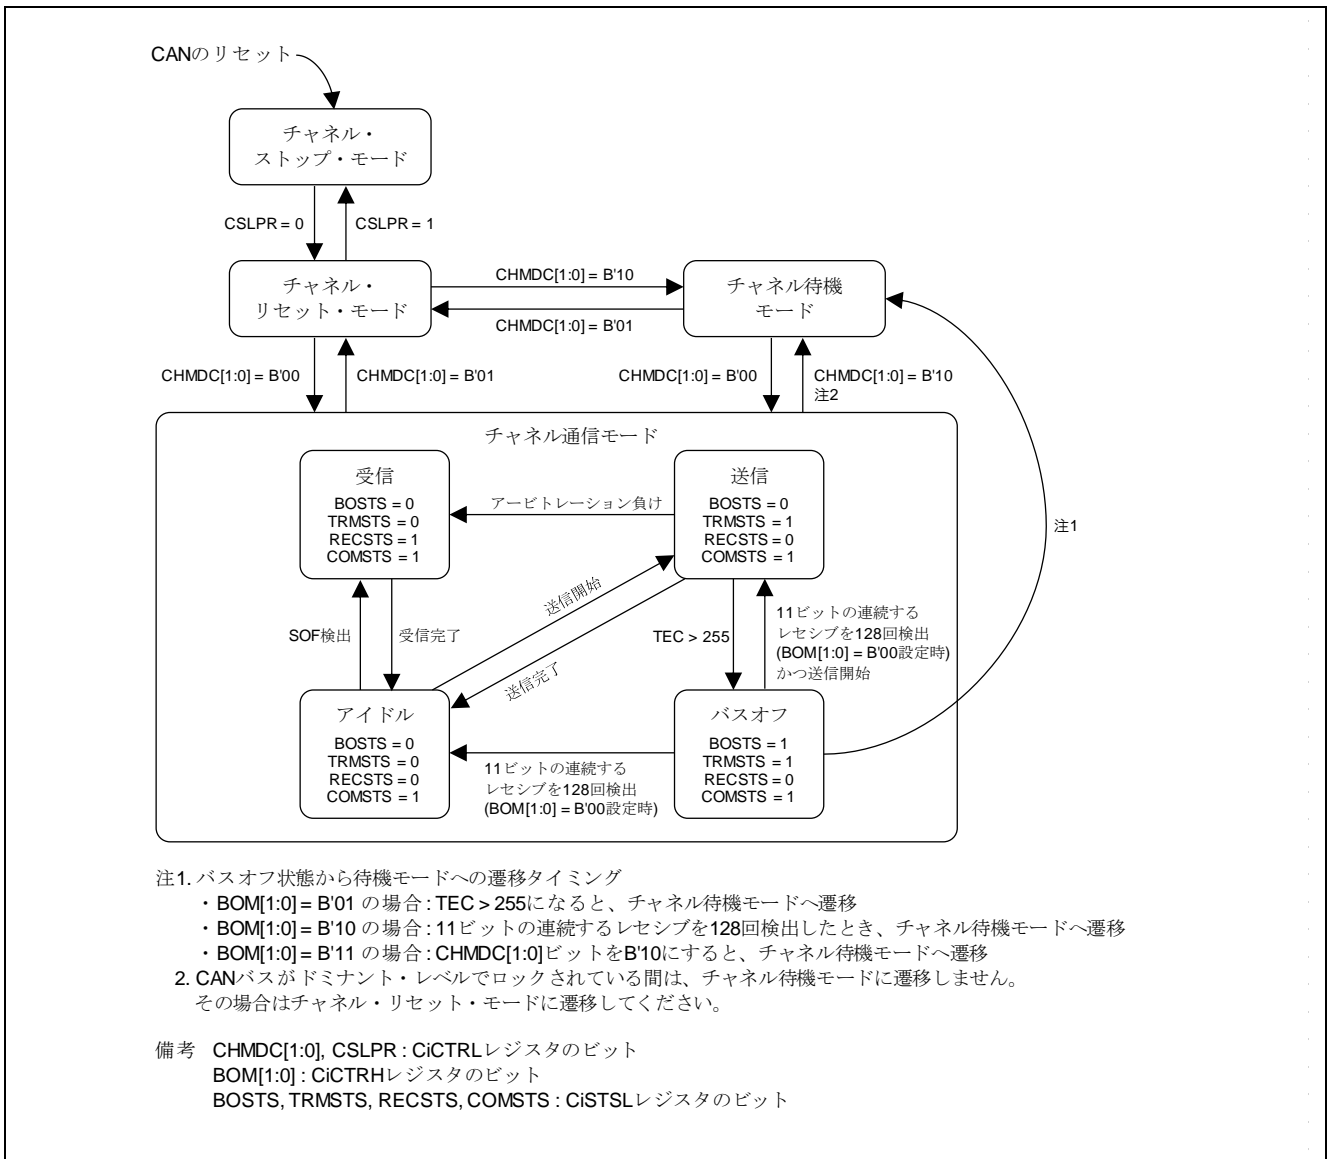 CANのリセット
チャネル・
ストップ・モード
CSLPR = 0
CSLPR = 1
チャネル・
リセット・モード
CHMDC[1:0] = B'10
CHMDC[1:0] = B'01
チャネル待機
モード
CHMDC[1:0] = B'00
CHMDC[1:0] = B'01
CHMDC[1:0] = B'00
CHMDC[1:0] = B'10
注2
チャネル通信モード
受信
BOSTS = 0
TRMSTS = 0
RECSTS = 1
COMSTS = 1
アービトレーション負け
送信
BOSTS = 0
TRMSTS = 1
RECSTS = 0
COMSTS = 1
注1
SOF検出
受信完了
送信開始
送信完了
TEC > 255
11ビットの連続する
レセシブを128回検出
(BOM[1:0] = B'00設定時)
かつ送信開始
アイドル
BOSTS = 0
TRMSTS = 0
RECSTS = 0
COMSTS = 1
11ビットの連続する
レセシブを128回検出
(BOM[1:0] = B'00設定時)
バスオフ
BOSTS = 1
TRMSTS = 1
RECSTS = 0
COMSTS = 1
注1. バスオフ状態から待機モードへの遷移タイミング
・BOM[1:0] = B'01 の場合 : TEC > 255になると、チャネル待機モードへ遷移
・BOM[1:0] = B'10 の場合 : 11ビットの連続するレセシブを128回検出したとき、チャネル待機モードへ遷移
・BOM[1:0] = B'11 の場合 : CHMDC[1:0]ビットをB'10にすると、チャネル待機モードへ遷移
2. CANバスがドミナント・レベルでロックされている間は、チャネル待機モードに遷移しません。
その場合はチャネル・リセット・モードに遷移してください。
備考 CHMDC[1:0], CSLPR : CiCTRLレジスタのビット
BOM[1:0] : CiCTRHレジスタのビット
BOSTS, TRMSTS, RECSTS, COMSTS : CiSTSLレジスタのビット